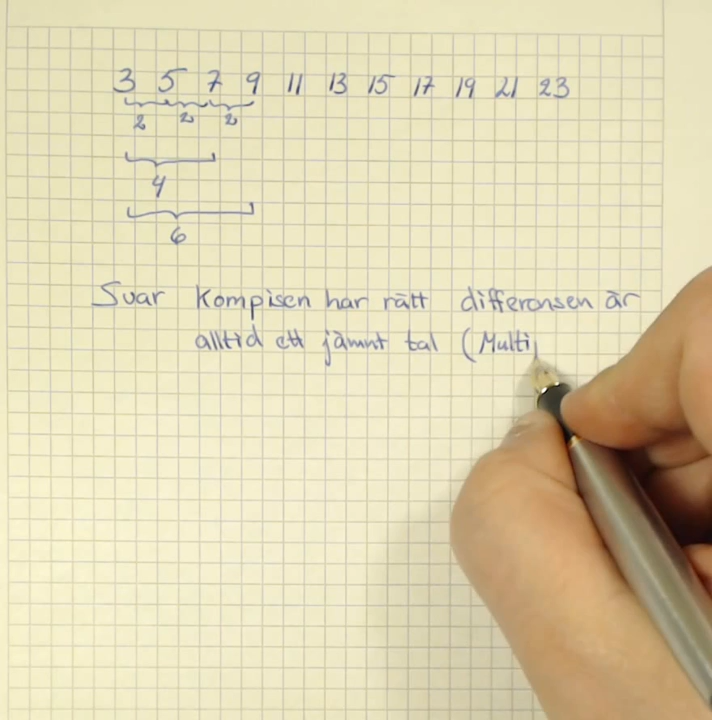 3 5 7 9 11 13 15 17 19 21 23
2 2 2
4
6
Svar Kompisen har rätt differensen är
alltid ett jämnt tal (Multi